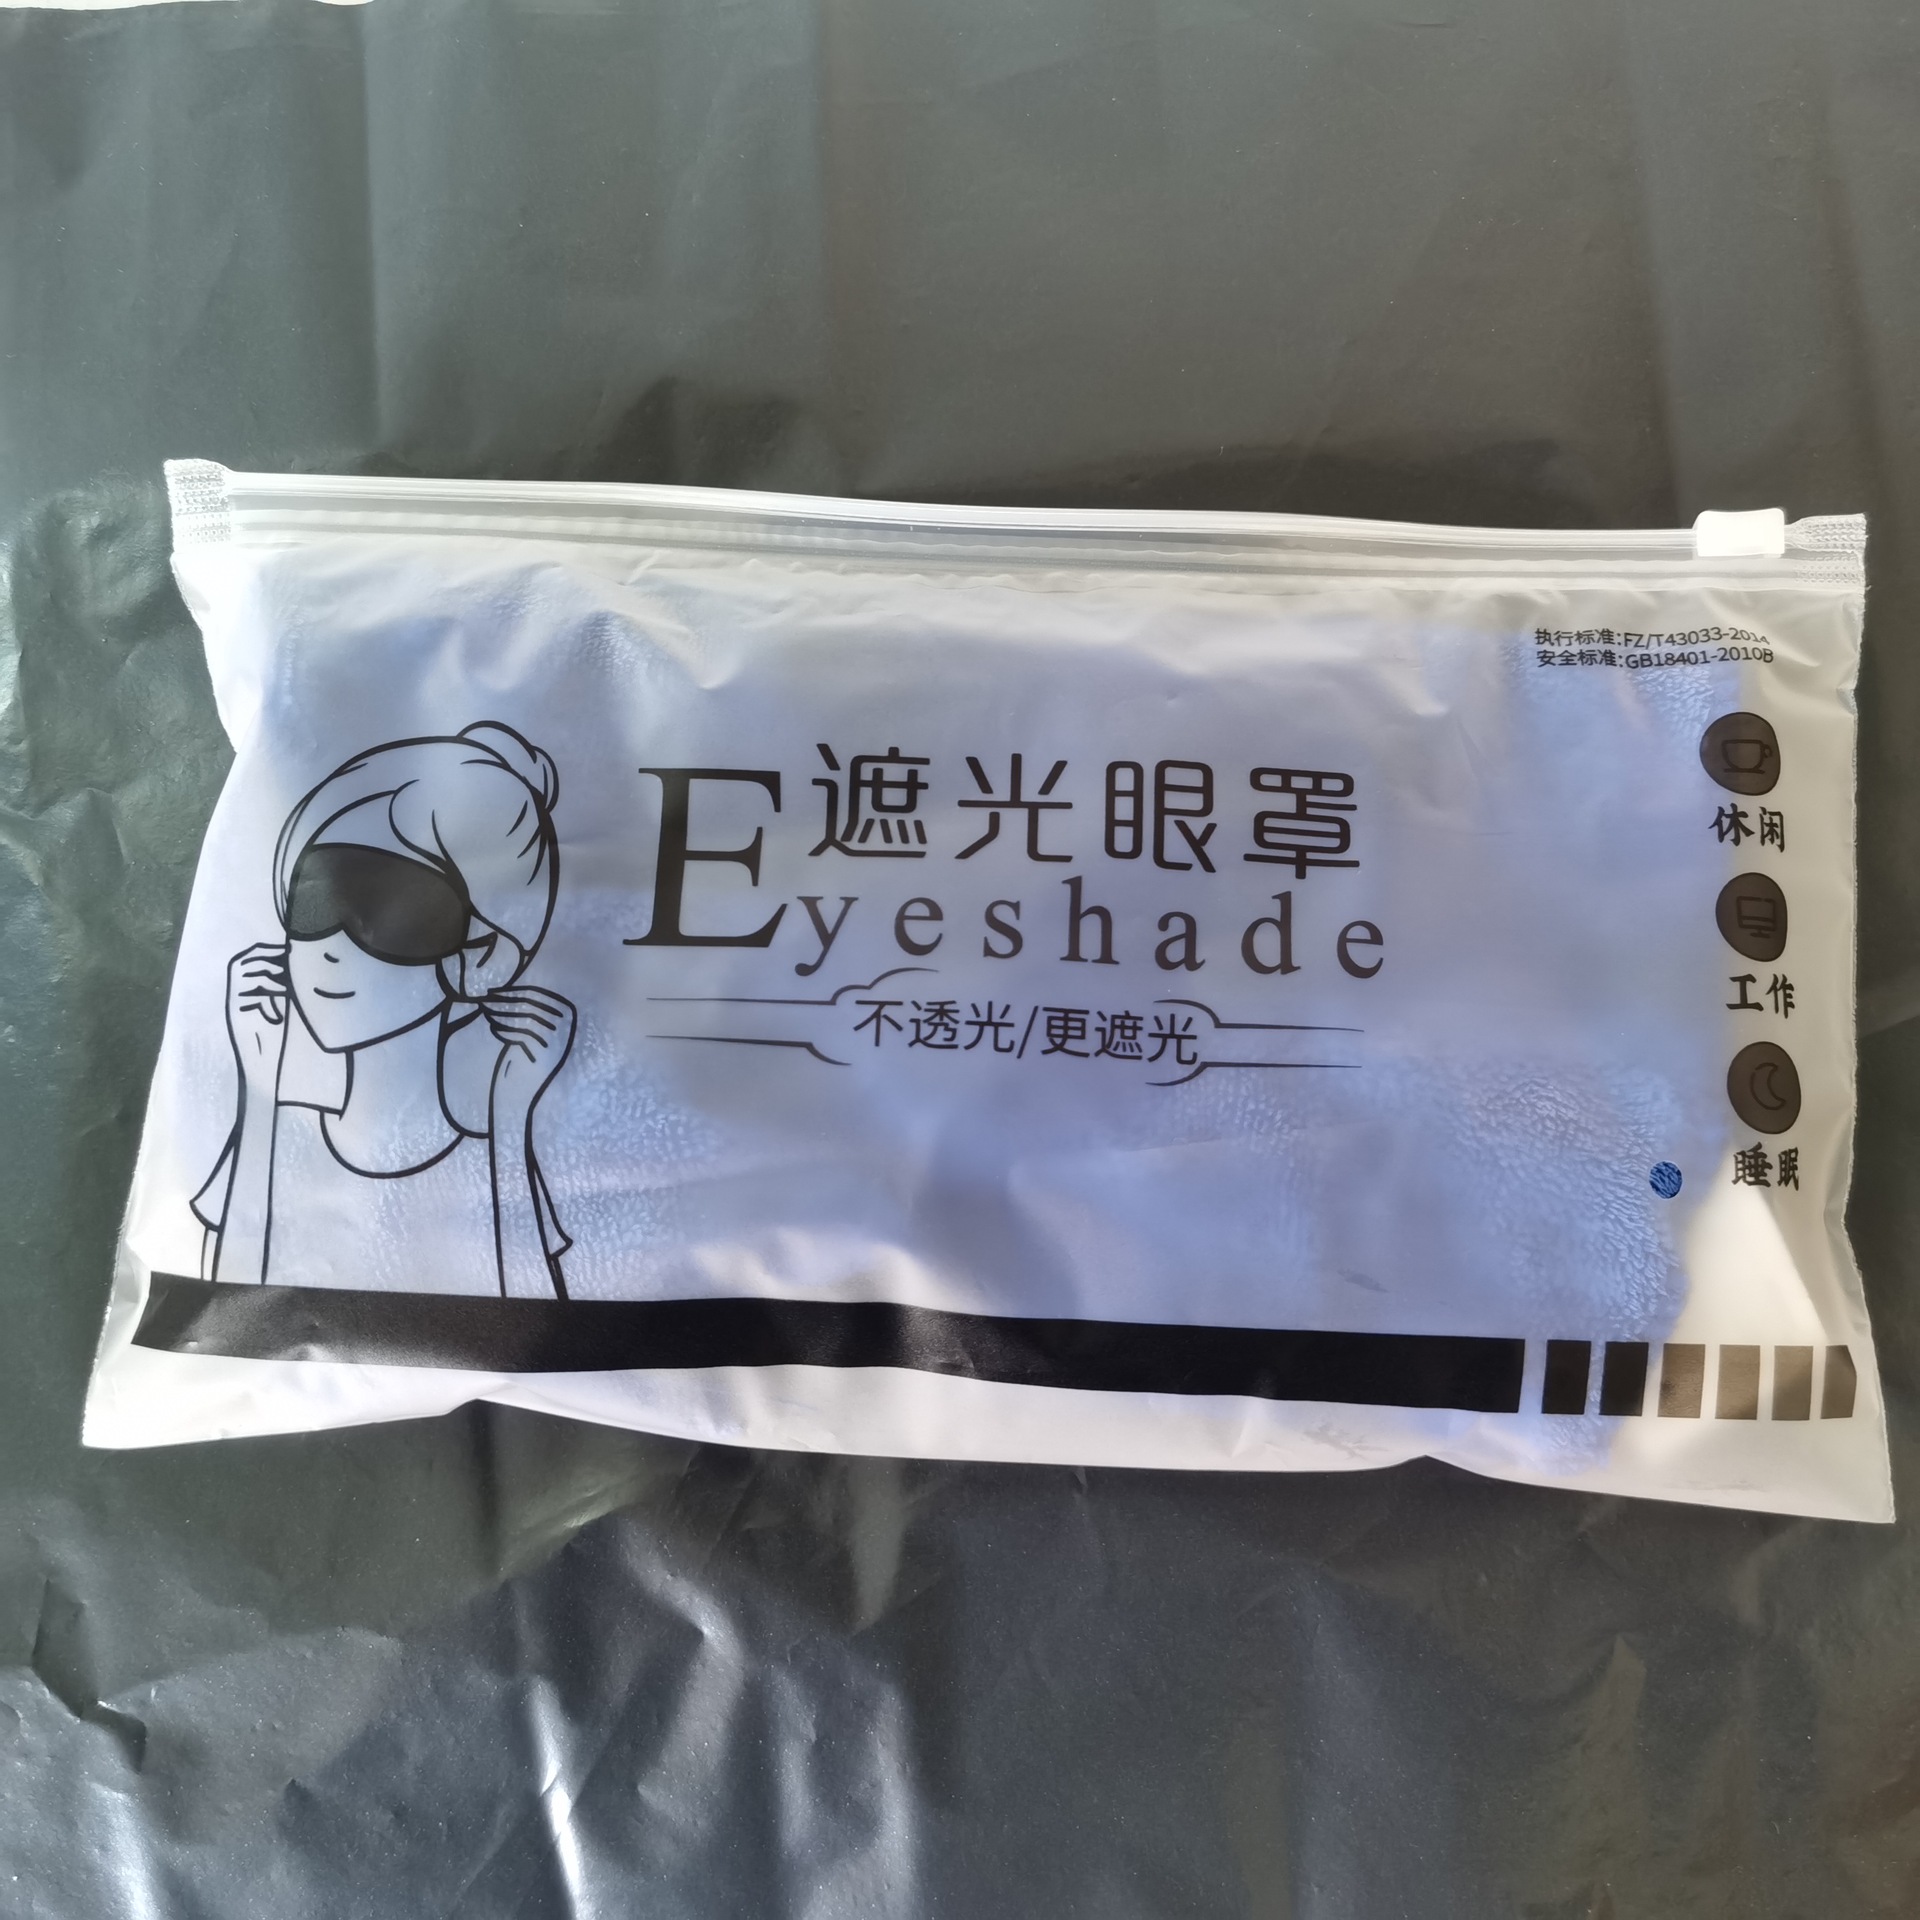 执行标准:FZ/T43033-2014
安全标准:GB18401-2010B
遮光眼罩
Eyeshade
不透光/更遮光
休闲
工作
睡眠